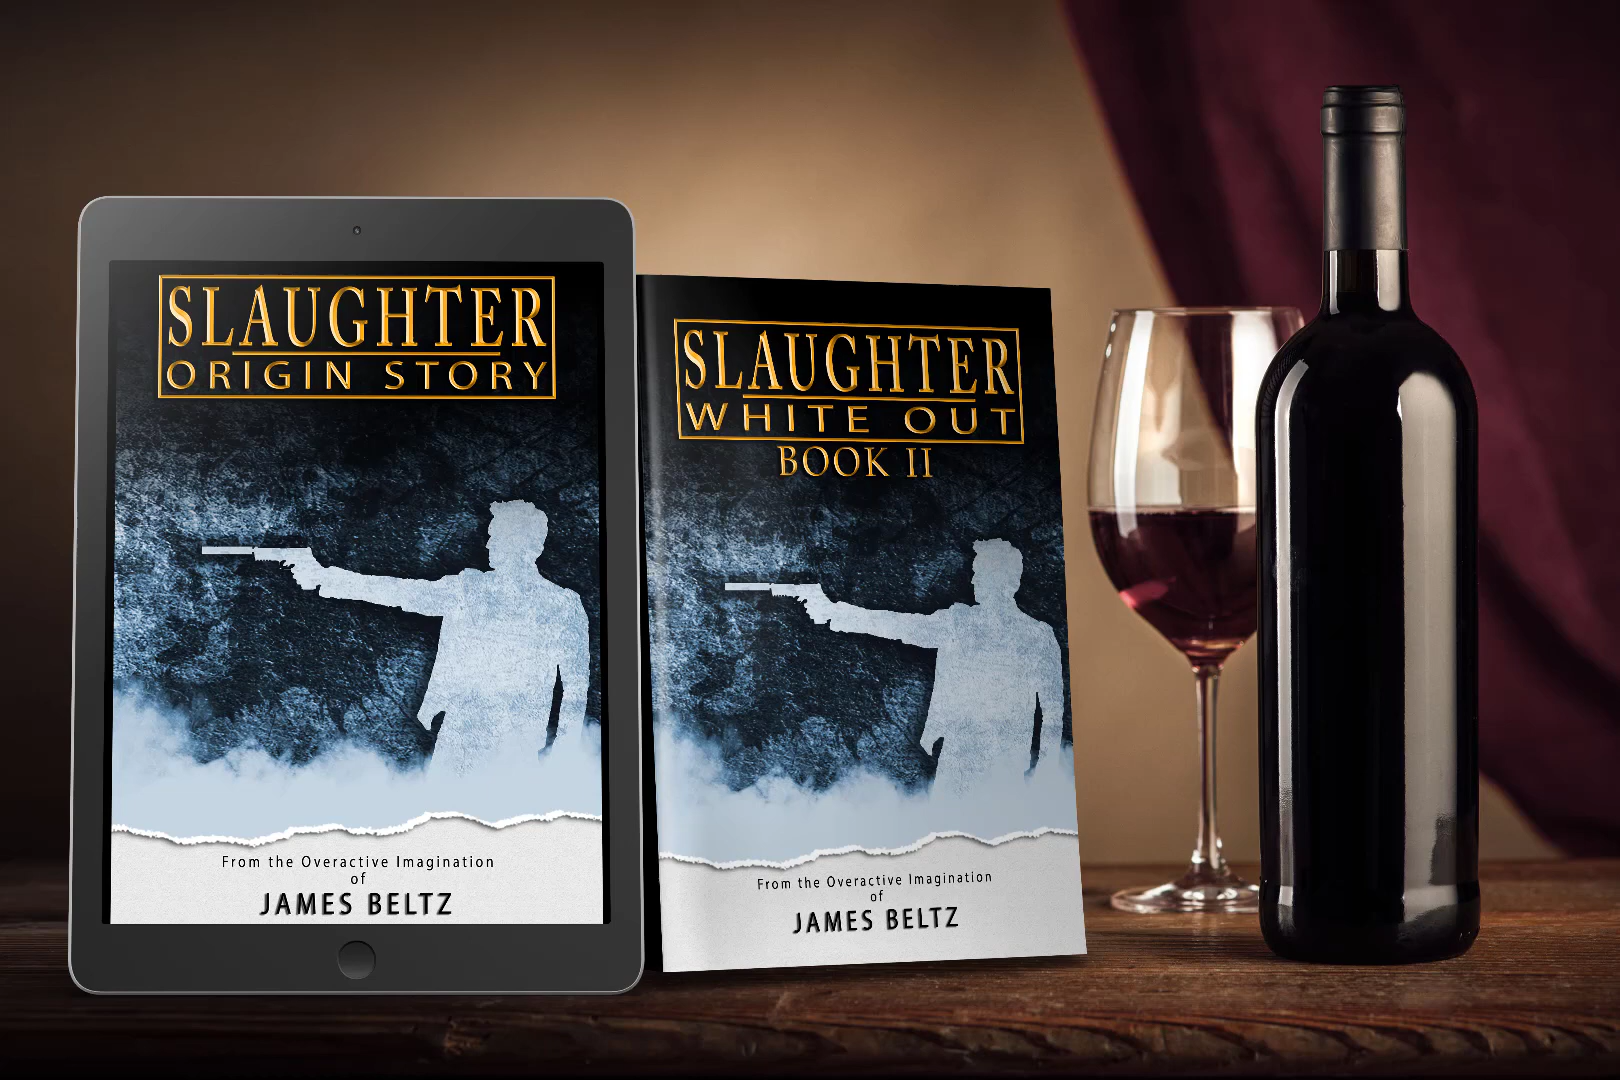 SLAUGHTER
ORIGIN STORY
From the Overactive Imagination
of
JAMES BELTZ
SLAUGHTER
WHITE OUT
BOOK II
From the Overactive Imagination
of
JAMES BELTZ